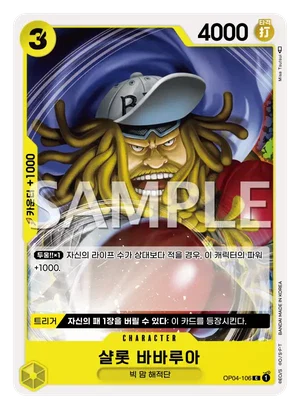 3
4000
타격
打
카운터 +1000
SAMPLE
두웅!!×1 자신의 라이프 수가 상대보다 적을 경우, 이 캐릭터의 파워
+1000.
트리거 자신의 패 1장을 버릴 수 있다: 이 카드를 등장시킨다.
CHARACTER
샬롯 바바루아
빅 맘 해적단
OP04-106 C 1